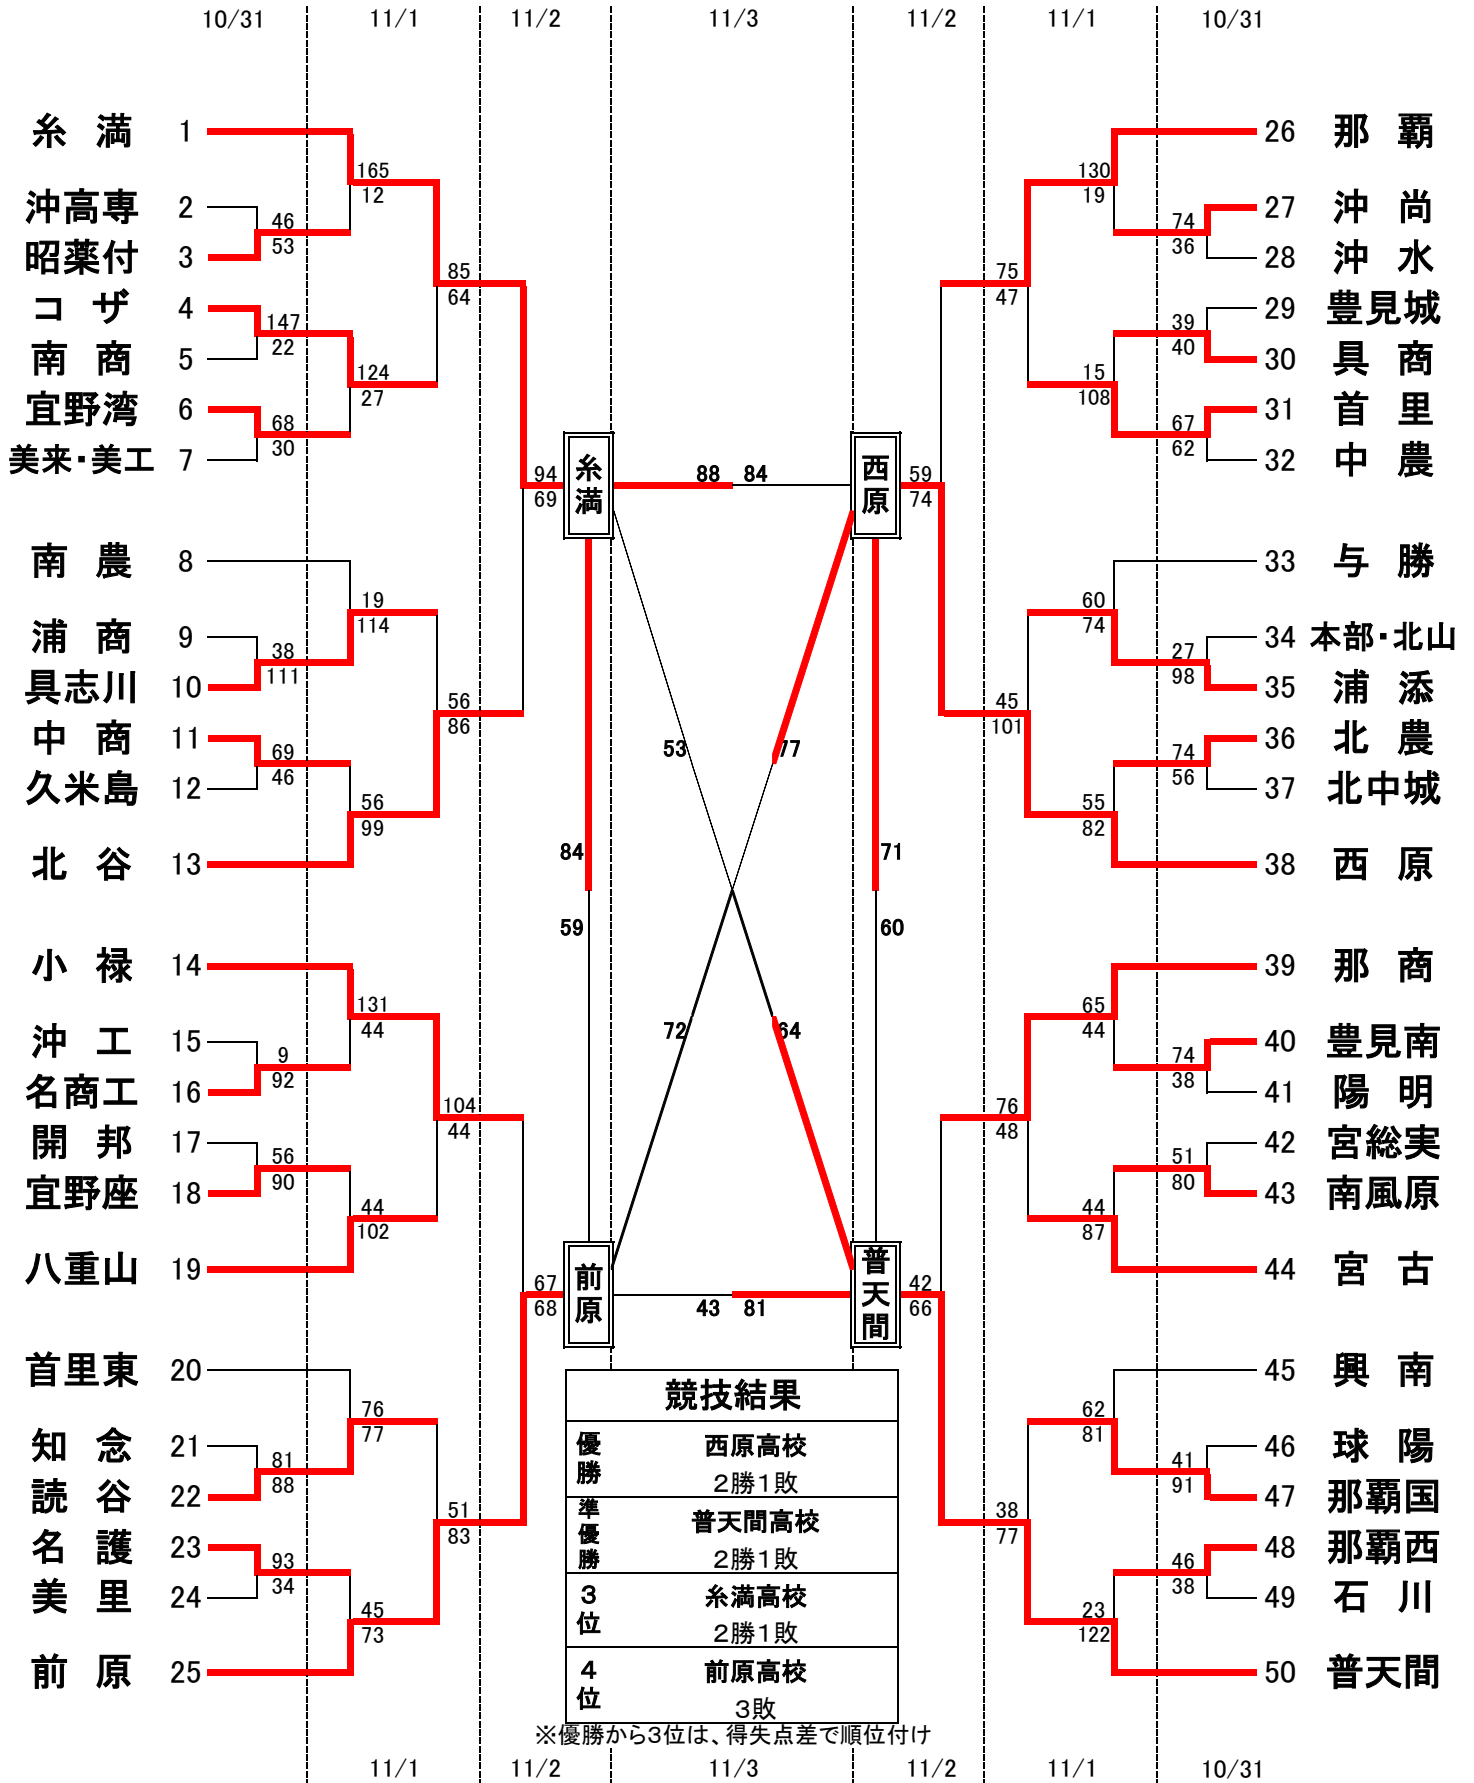 10/31 11/1 11/2 11/3 11/2 11/1 10/31
糸 満 1
沖高専 2
昭薬付 3
コ ザ 4
南 商 5
宜野湾 6
美来・美工 7
南 農 8
浦 商 9
具志川 10
中 商 11
久米島 12
北 谷 13
小 禄 14
沖 工 15
名商工 16
開 邦 17
宜野座 18
八重山 19
首里東 20
知 念 21
読 谷 22
名 護 23
美 里 24
前 原 25
46
53
147
22
68
30
38
111
69
46
9
92
56
90
81
88
93
34
165
12
124
27
19
114
56
99
131
44
44
102
76
77
45
73
85
64
56
86
104
44
51
83
94
69
67
68
糸満
西原
前原
普天間
88 84
53 77
84
59
71
60
72 64
43 81
59
74
42
66
75
47
45
101
76
48
38
77
130
19
15
108
60
74
55
82
65
44
44
87
62
81
23
122
74
36
39
40
67
62
27
98
74
56
74
38
51
80
41
91
46
38
26 那 覇
27 沖 尚
28 沖 水
29 豊見城
30 具 商
31 首 里
32 中 農
33 与 勝
34 本部・北山
35 浦 添
36 北 農
37 北中城
38 西 原
39 那 商
40 豊見南
41 陽 明
42 宮総実
43 南風原
44 宮 古
45 興 南
46 球 陽
47 那覇国
48 那覇西
49 石 川
50 普天間
競技結果
優勝 西原高校
2勝1敗
準優勝 普天間高校
2勝1敗
3位 糸満高校
2勝1敗
4位 前原高校
3敗
※優勝から3位は、得失点差で順位付け
11/1 11/2 11/3 11/2 11/1 10/31